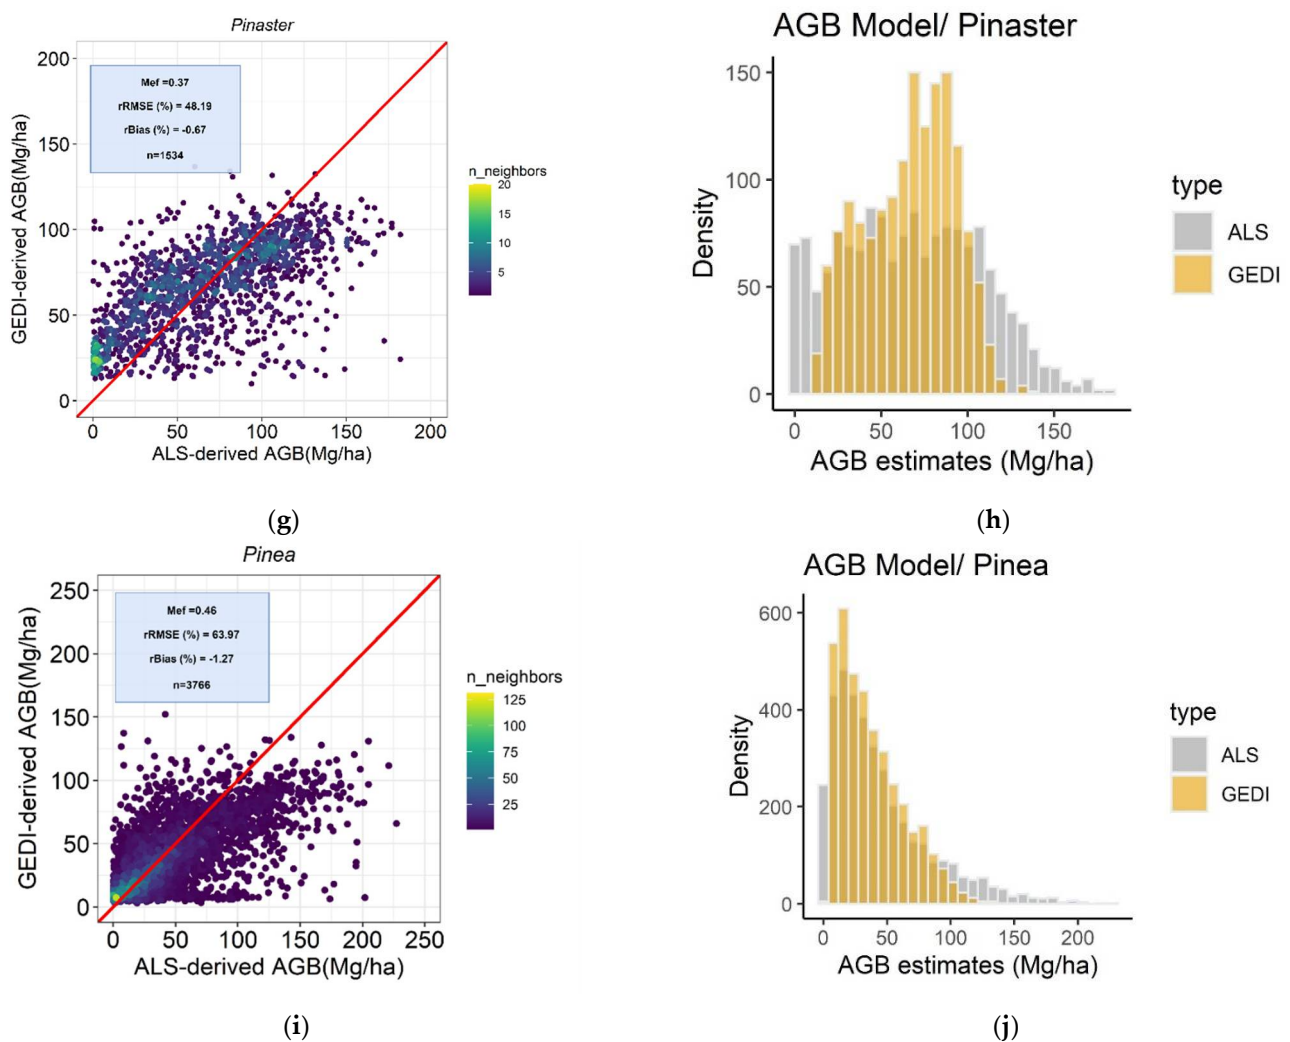 Pinaster
GEDI-derived AGB(Mg/ha)
200
150
100
50
0
Mef =0.37
rRMSE (%) = 48.19
rBias (%) = -0.67
n=1534
0 50 100 150 200
ALS-derived AGB(Mg/ha)
n_neighbors
20
15
10
5
(g)
AGB Model/ Pinaster
Density
150
100
50
0
0 50 100 150
AGB estimates (Mg/ha)
type
ALS
GEDI
(h)
Pinea
GEDI-derived AGB(Mg/ha)
250
200
150
100
50
0
Mef =0.46
rRMSE (%) = 63.97
rBias (%) = -1.27
n=3766
0 50 100 150 200 250
ALS-derived AGB(Mg/ha)
n_neighbors
125
100
75
50
25
(i)
AGB Model/ Pinea
Density
600
400
200
0
0 50 100 150 200
AGB estimates (Mg/ha)
type
ALS
GEDI
(j)